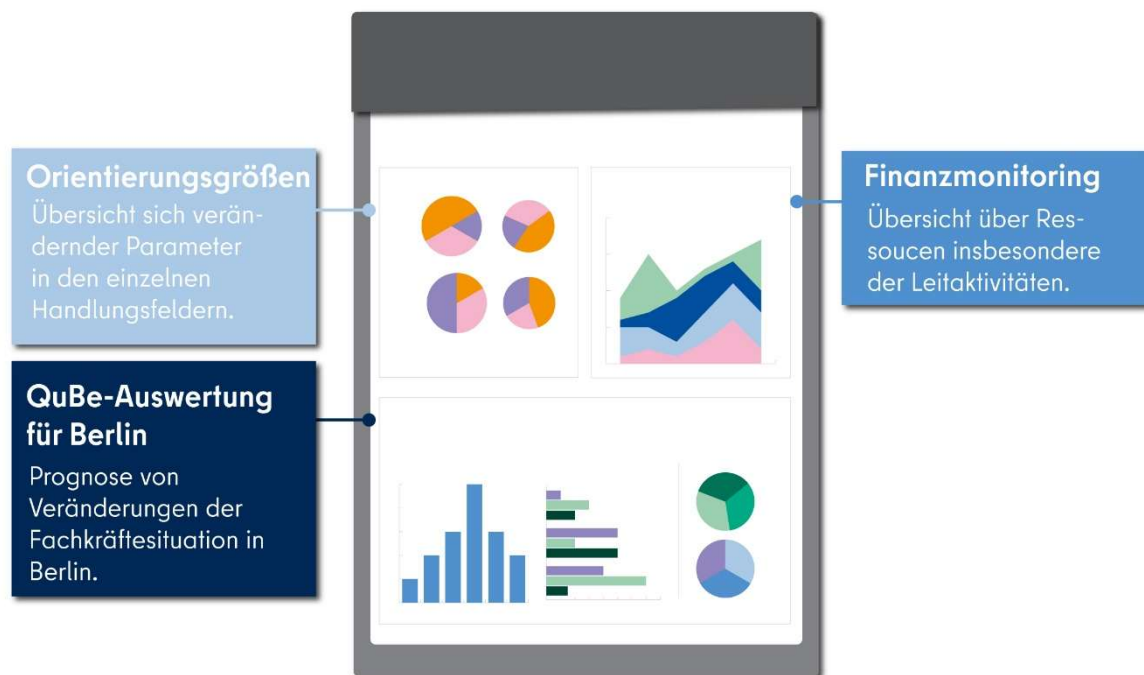 Orientierungsgrößen
Übersicht sich verän-
dernder Parameter
in den einzelnen
Handlungsfeldern.
Finanzmonitoring
Übersicht über Res-
soucen insbesondere
der Leitaktivitäten.
QuBe-Auswertung
für Berlin
Prognose von
Veränderungen der
Fachkräftesituation in
Berlin.